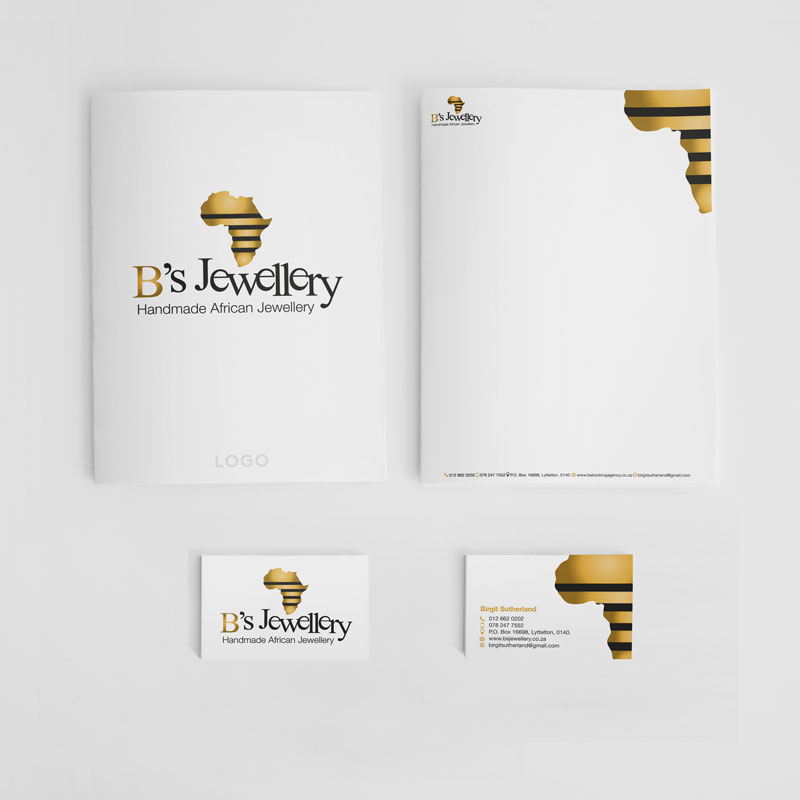 B's Jewellery
Handmade African Jewellery
LOGO
B's Jewellery
Handmade African Jewellery
012 662 0202 078 247 7552 P.O. Box 16698, Lyttelton, 0140. www.bsbookingagency.co.za birgitsutherland@gmail.com
B's Jewellery
Handmade African Jewellery
Birgit Sutherland
012 662 0202
078 247 7552
P.O. Box 16698, Lyttelton, 0140.
www.bsjewellery.co.za
birgitsutherland@gmail.com